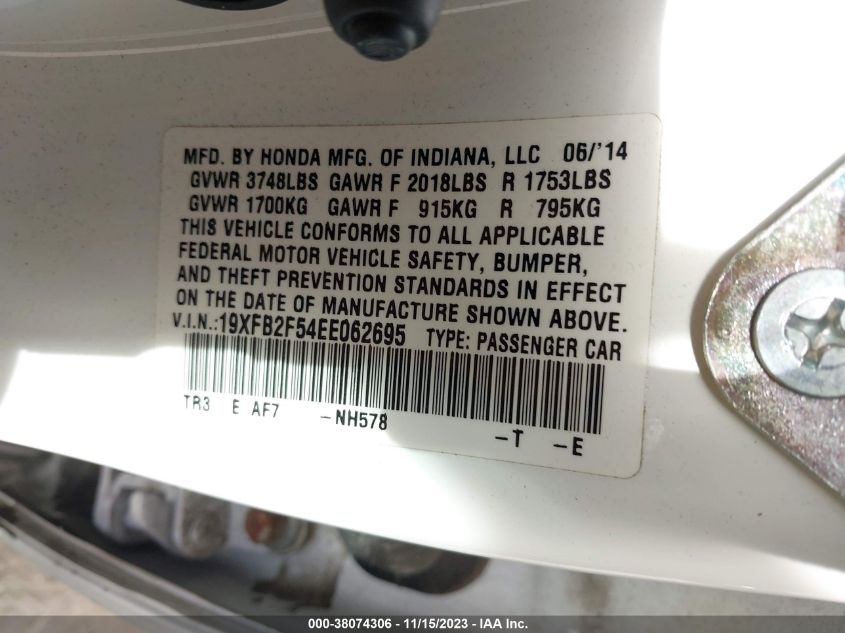 MFD. BY HONDA MFG. OF INDIANA, LLC 06/'14
GVWR 3748LBS GAWR F 2018LBS R 1753LBS
GVWR 1700KG GAWR F 915KG R 795KG
THIS VEHICLE CONFORMS TO ALL APPLICABLE
FEDERAL MOTOR VEHICLE SAFETY, BUMPER,
AND THEFT PREVENTION STANDARDS IN EFFECT
ON THE DATE OF MANUFACTURE SHOWN ABOVE.
V.I.N.:19XFB2F54EE062695 TYPE: PASSENGER CAR
TR3 E AF7 -NH578 -T -E
000-38074306 - 11/15/2023 - IAA Inc.